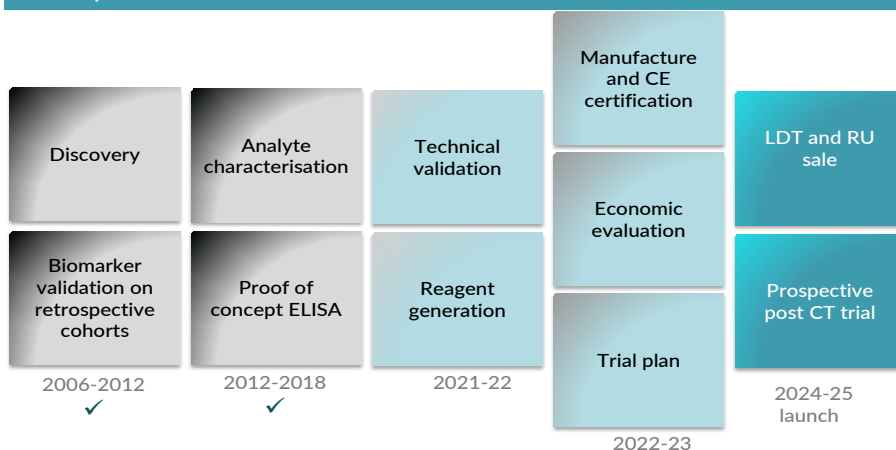 Discovery
Biomarker
validation on
retrospective
cohorts
2006-2012
✓
Analyte
characterisation
Proof of
concept ELISA
2012-2018
✓
Technical
validation
Reagent
generation
2021-22
Manufacture
and CE
certification
Economic
evaluation
Trial plan
2022-23
LDT and RU
sale
Prospective
post CT trial
2024-25
launch